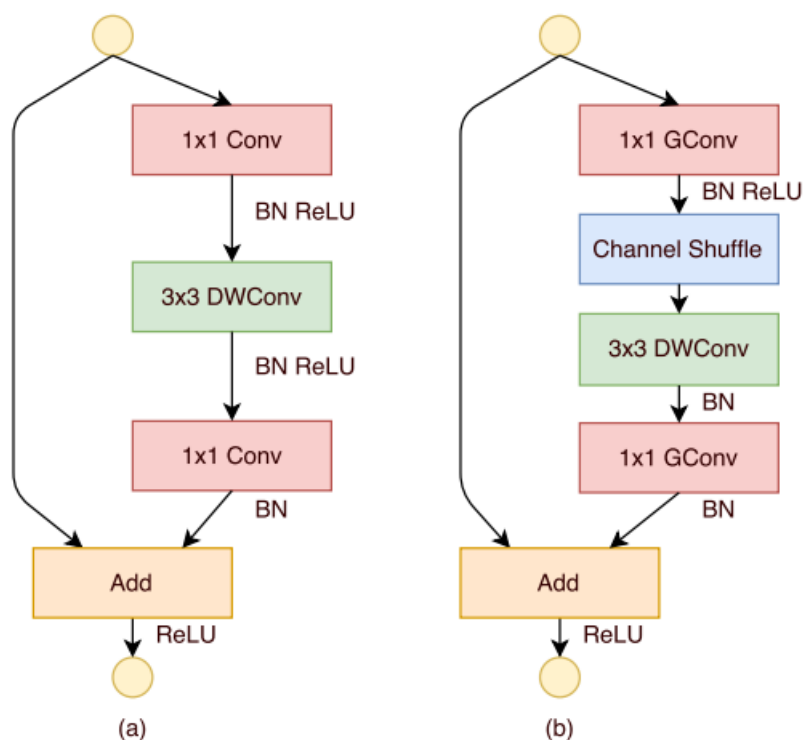 1x1 Conv
BN ReLU
3x3 DWConv
BN ReLU
1x1 Conv
BN
Add
ReLU
(a)
1x1 GConv
BN ReLU
Channel Shuffle
3x3 DWConv
BN
1x1 GConv
BN
Add
ReLU
(b)